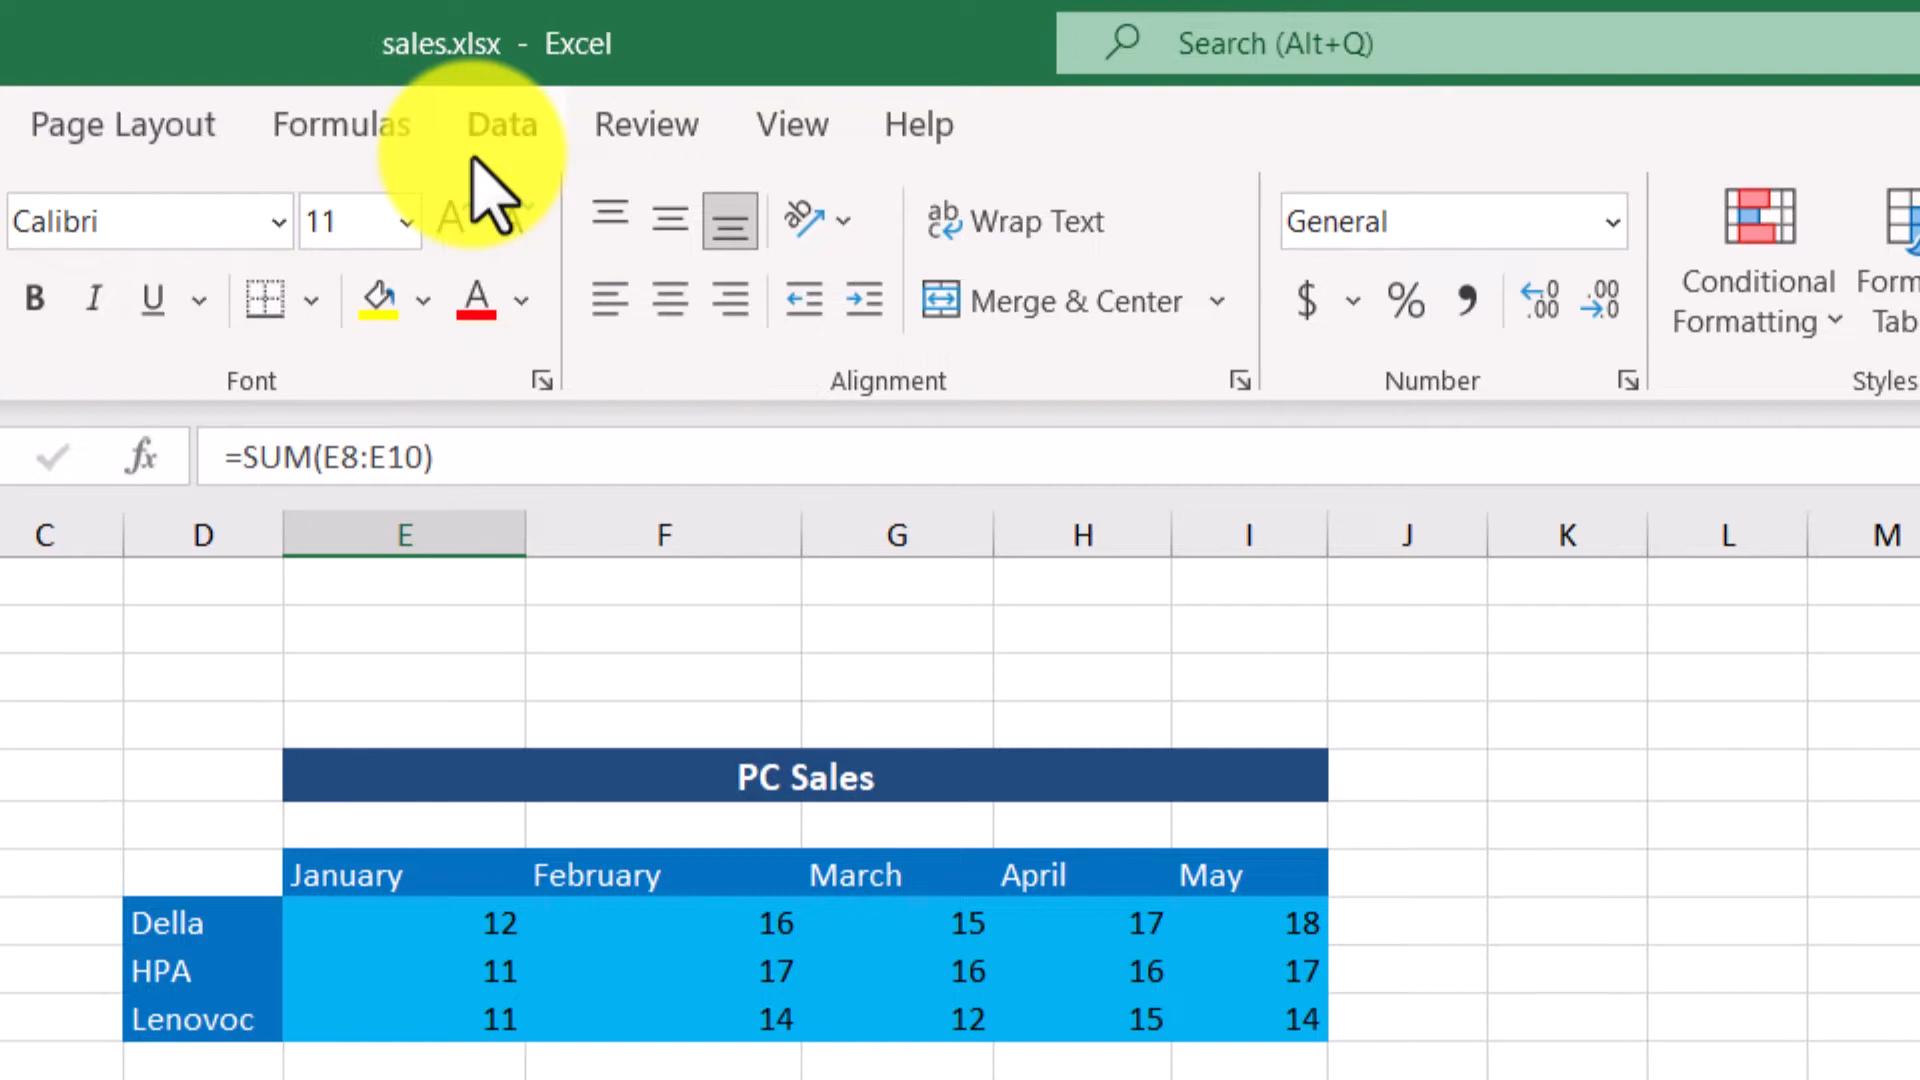 sales.xlsx - Excel
Search (Alt+Q)
Page Layout Formulas Data Review View Help
Calibri 11 Wrap Text General
B I U Merge & Center $ % Conditional Formatting
Font Alignment Number Styles
fx =SUM(E8:E10)
C D E F G H I J K L M
PC Sales
January February March April May
Della 12 16 15 17 18
HPA 11 17 16 16 17
Lenovoc 11 14 12 15 14